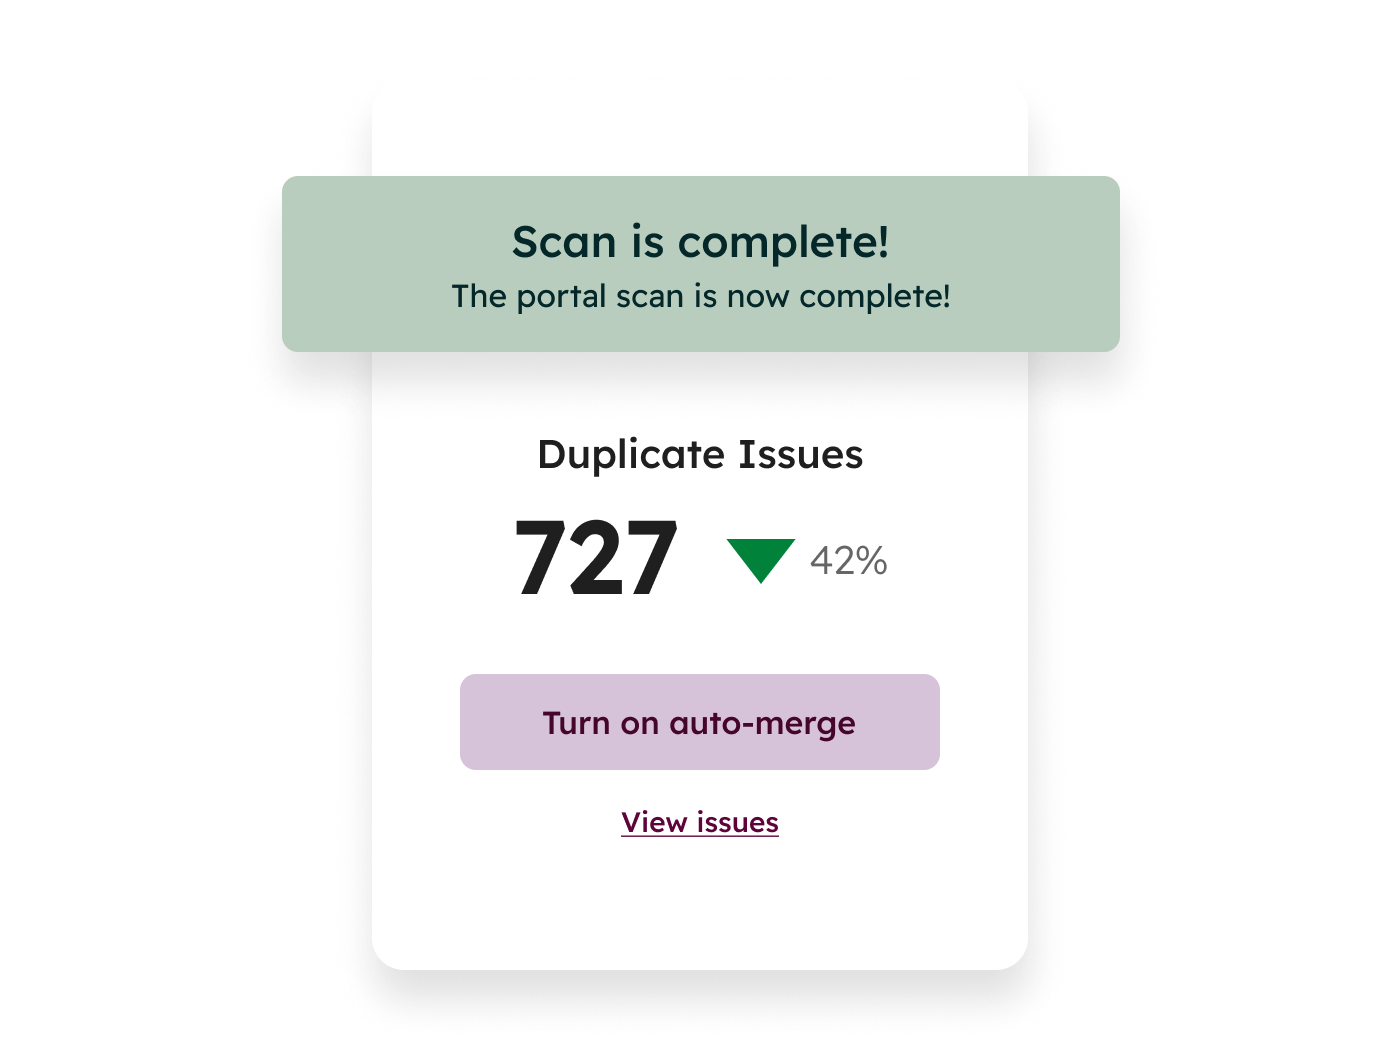 Scan is complete!
The portal scan is now complete!
Duplicate Issues
727 42%
Turn on auto-merge
View issues